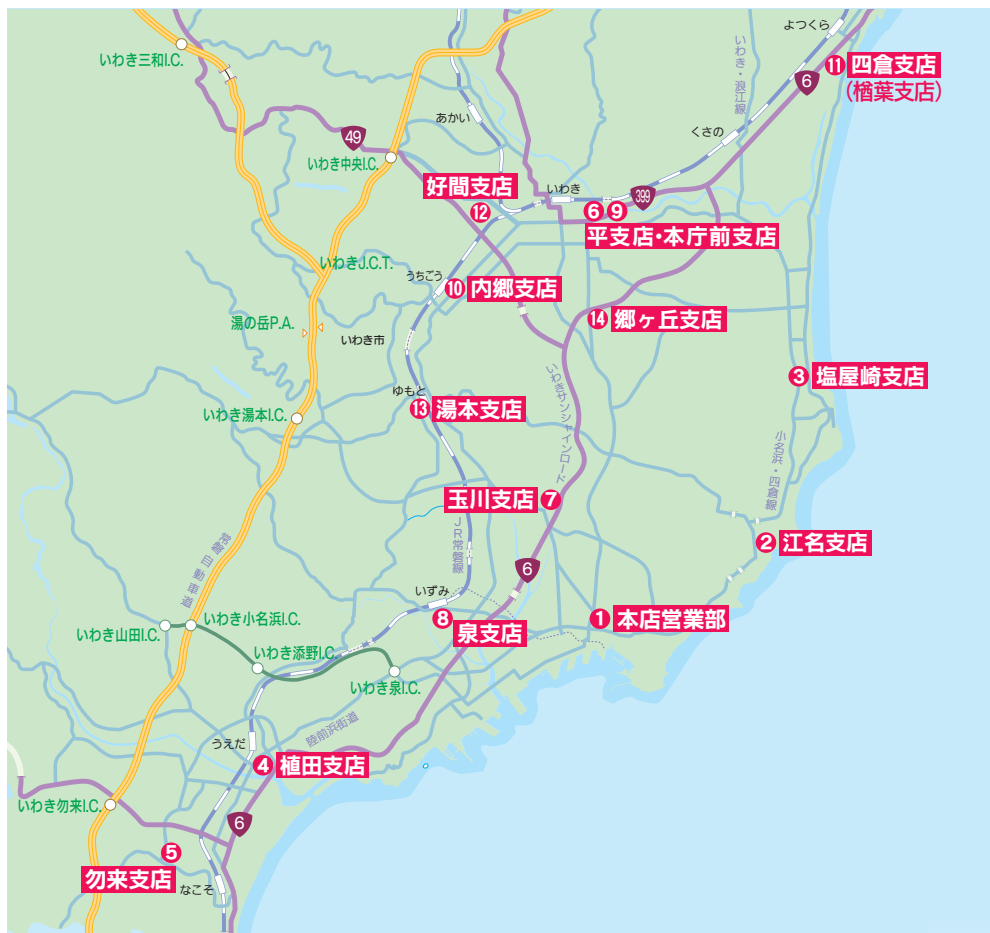 よつくら
いわき三和I.C.
いわき・浪江線
⑪ 四倉支店
(楢葉支店)
6
あかい
くさの
49
いわき中央I.C.
好間支店
⑫
いわき
399
⑥ ⑨
平支店・本庁前支店
いわきJ.C.T.
うちごう
⑩ 内郷支店
湯の岳P.A.
いわき市
⑭ 郷ヶ丘支店
いわきサンシャインロード
③ 塩屋崎支店
ゆもと
⑬ 湯本支店
いわき湯本I.C.
小名浜・四倉線
玉川支店 ⑦
JR常磐線
② 江名支店
常磐自動車道
6
いずみ
⑧
泉支店
① 本店営業部
いわき小名浜I.C.
いわき山田I.C.
いわき添野I.C.
いわき泉I.C.
陸前浜街道
うえだ
④ 植田支店
いわき勿来I.C.
6
⑤
勿来支店
なこそ